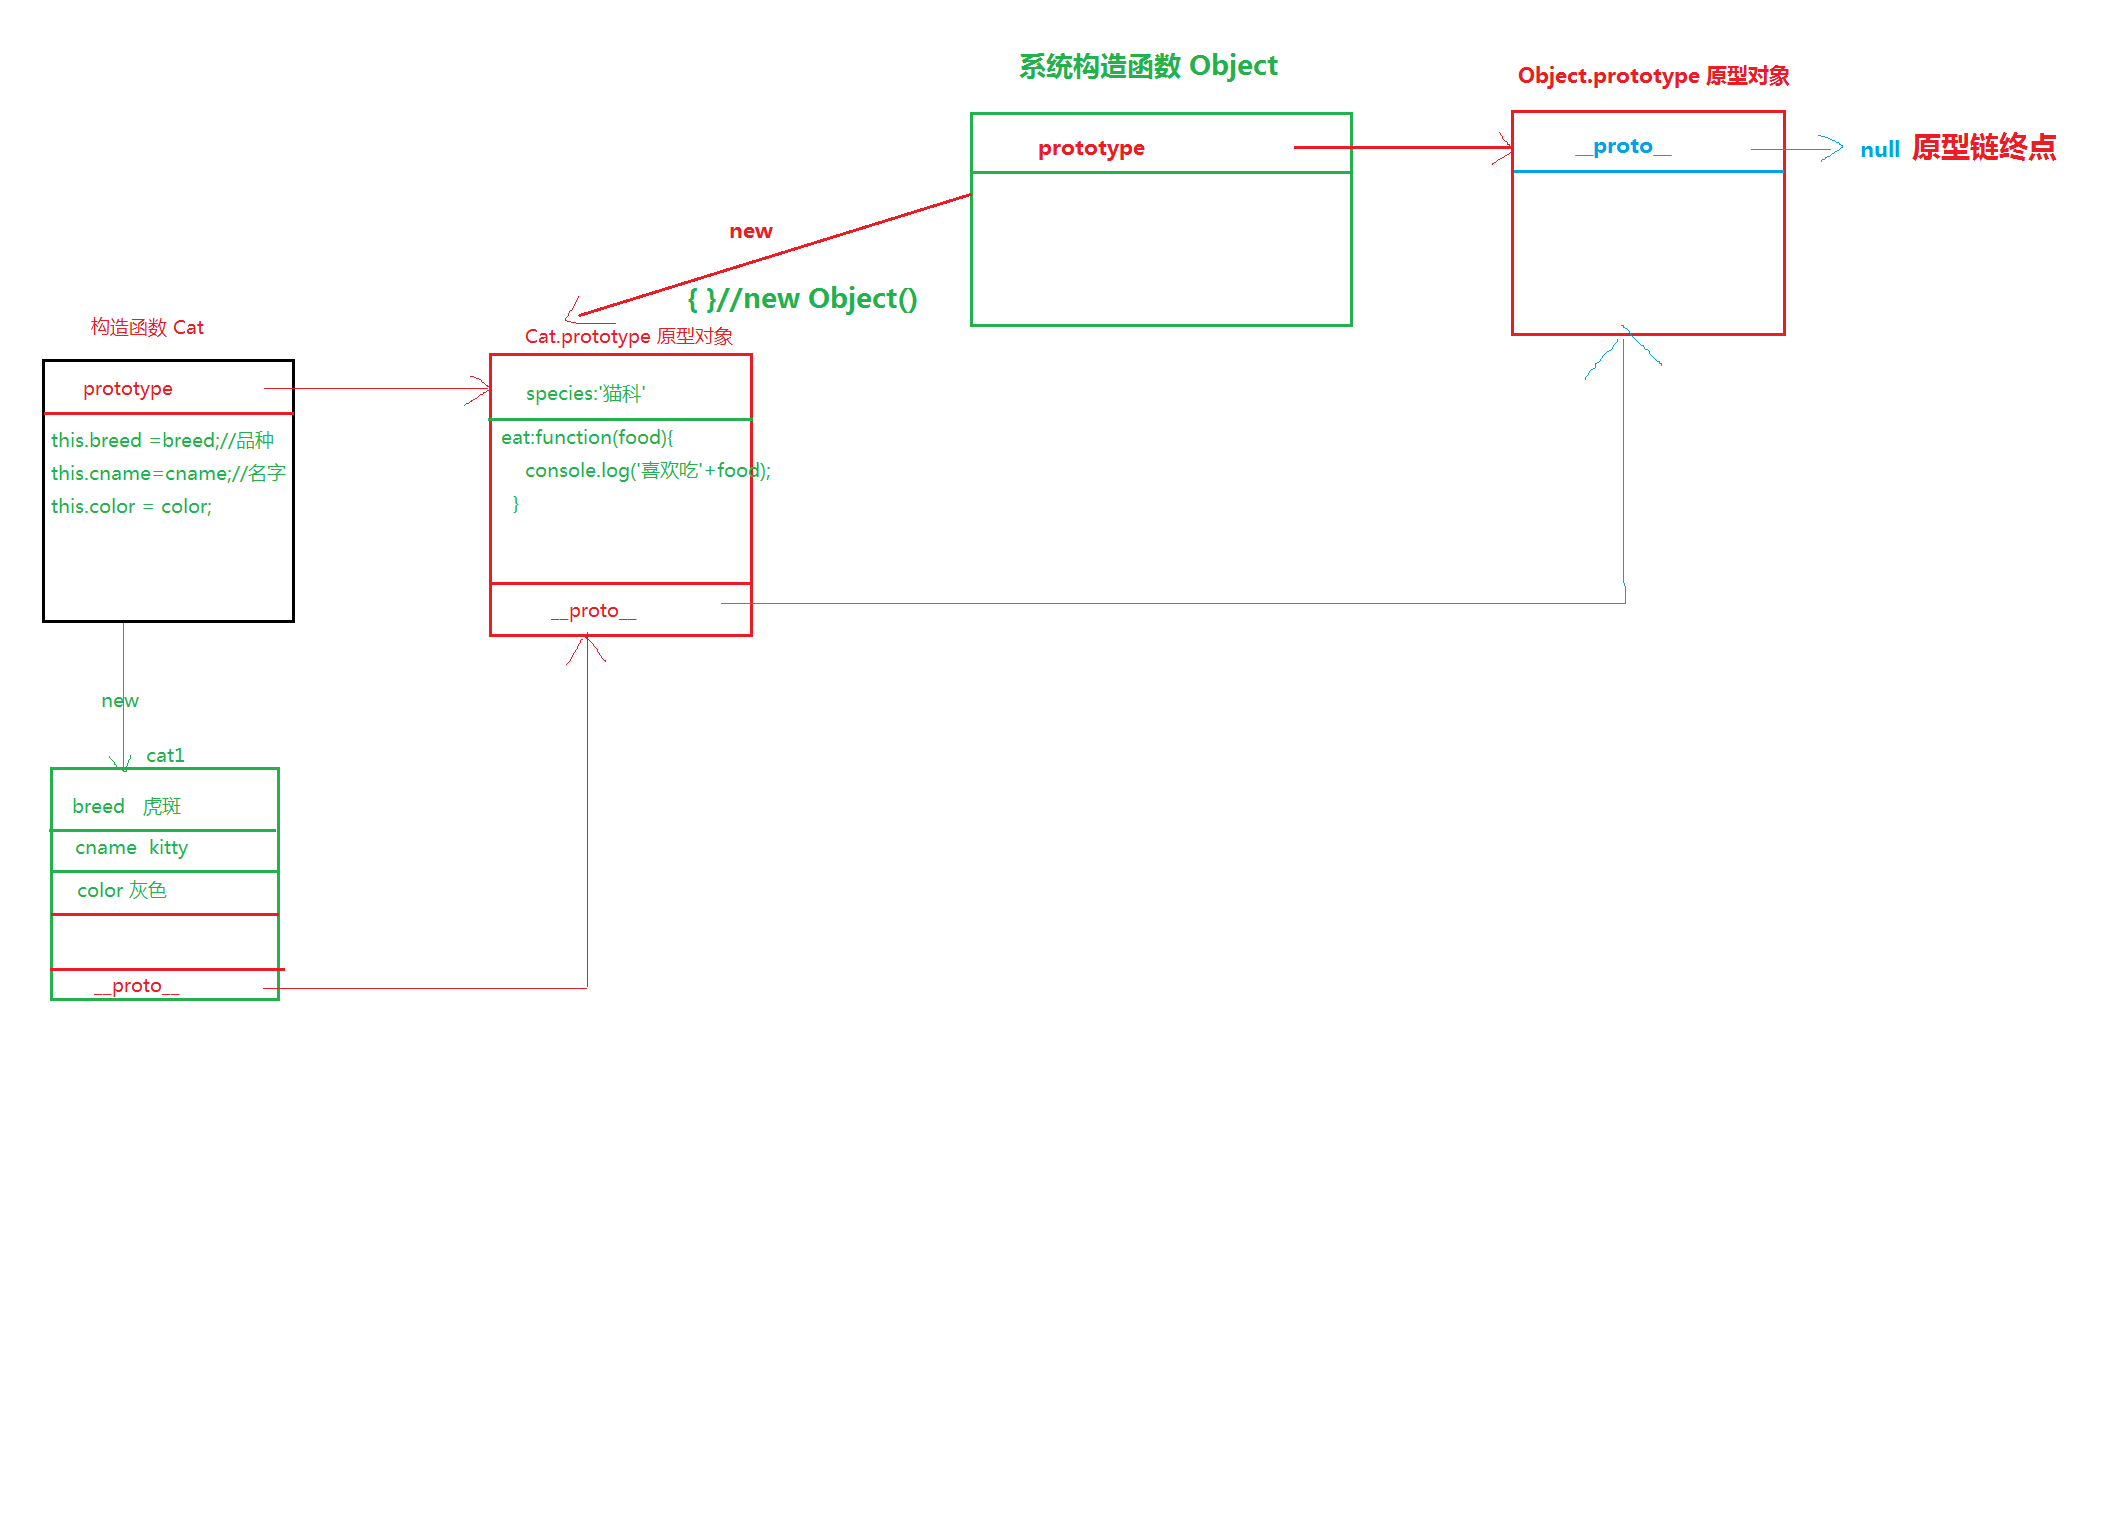 系统构造函数 Object
Object.prototype 原型对象
prototype
__proto__
null 原型链终点
new
{ }//new Object()
构造函数 Cat
Cat.prototype 原型对象
prototype
species:'猫科'
this.breed =breed;//品种
this.cname=cname;//名字
this.color = color;
eat:function(food){
console.log('喜欢吃'+food);
}
__proto__
new
cat1
breed 虎斑
cname kitty
color 灰色
__proto__